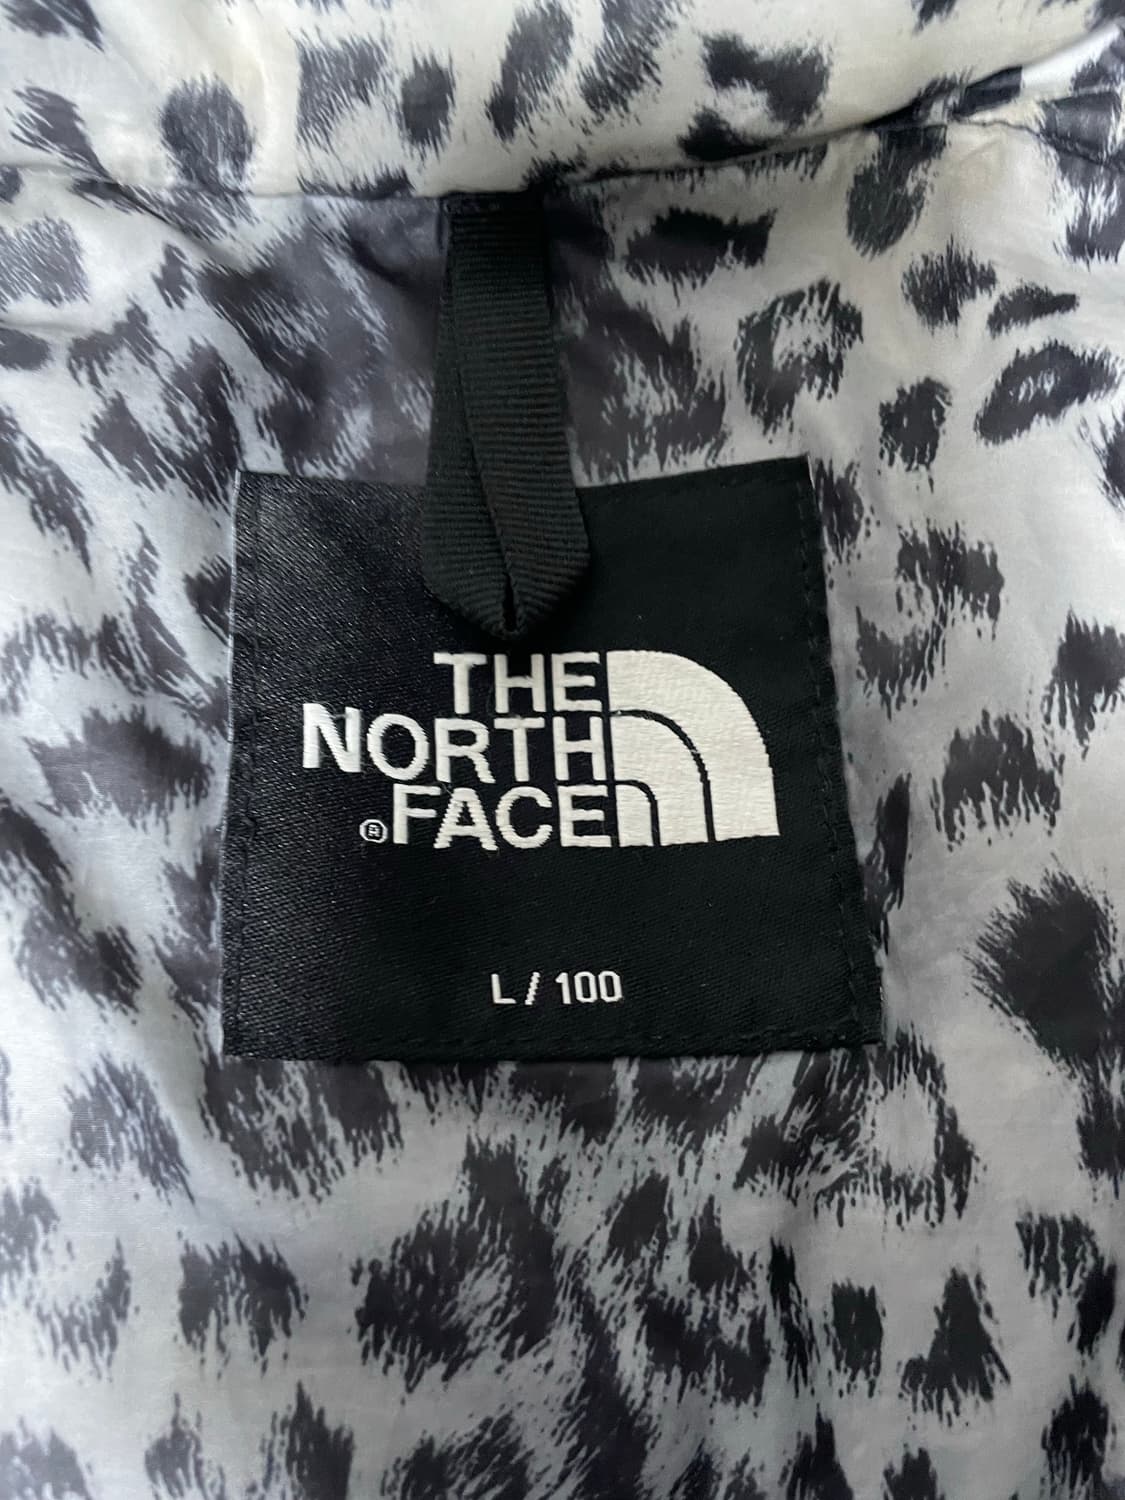 THE
NORTH
®FACE
L / 100